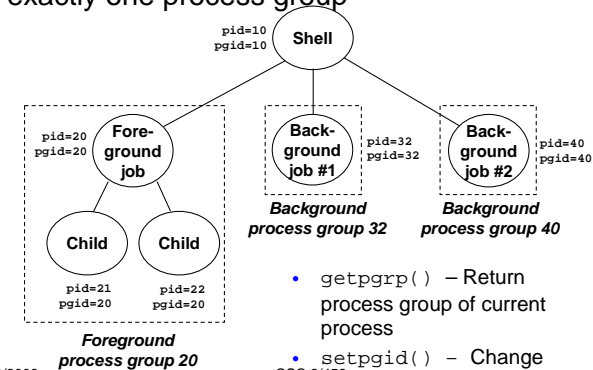 exactly one process group
pid=10
pgid=10
Shell
pid=20
pgid=20
Fore-
ground
job
Back-
ground
job #1
pid=32
pgid=32
Back-
ground
job #2
pid=40
pgid=40
Background
process group 32
Background
process group 40
Child
Child
pid=21
pgid=20
pid=22
pgid=20
Foreground
process group 20
• getpgrp() – Return
process group of current
process
• setpgid() – Change